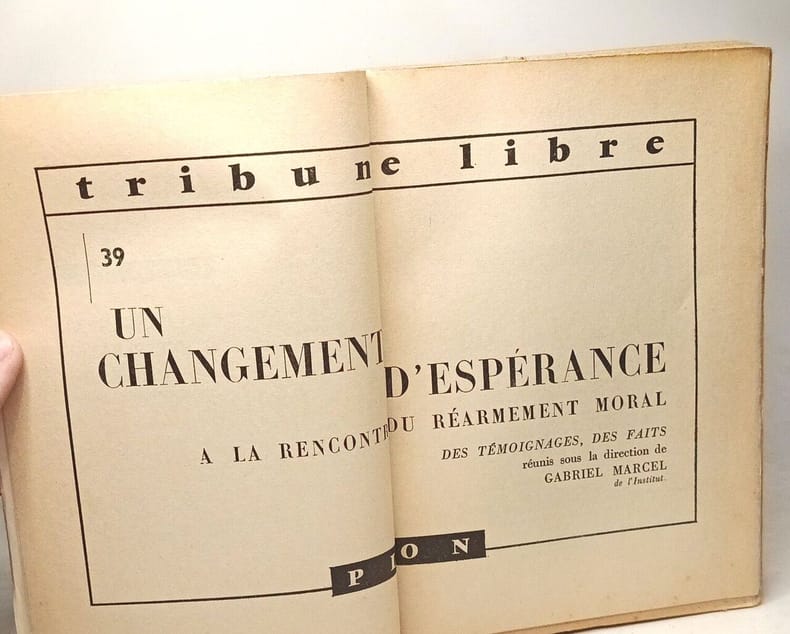 tribune libre
39
UN
CHANGEMENT D'ESPÉRANCE
A LA RENCONTRE DU RÉARMEMENT MORAL
DES TÉMOIGNAGES, DES FAITS
réunis sous la direction de
GABRIEL MARCEL
de l'Institut.
PLON